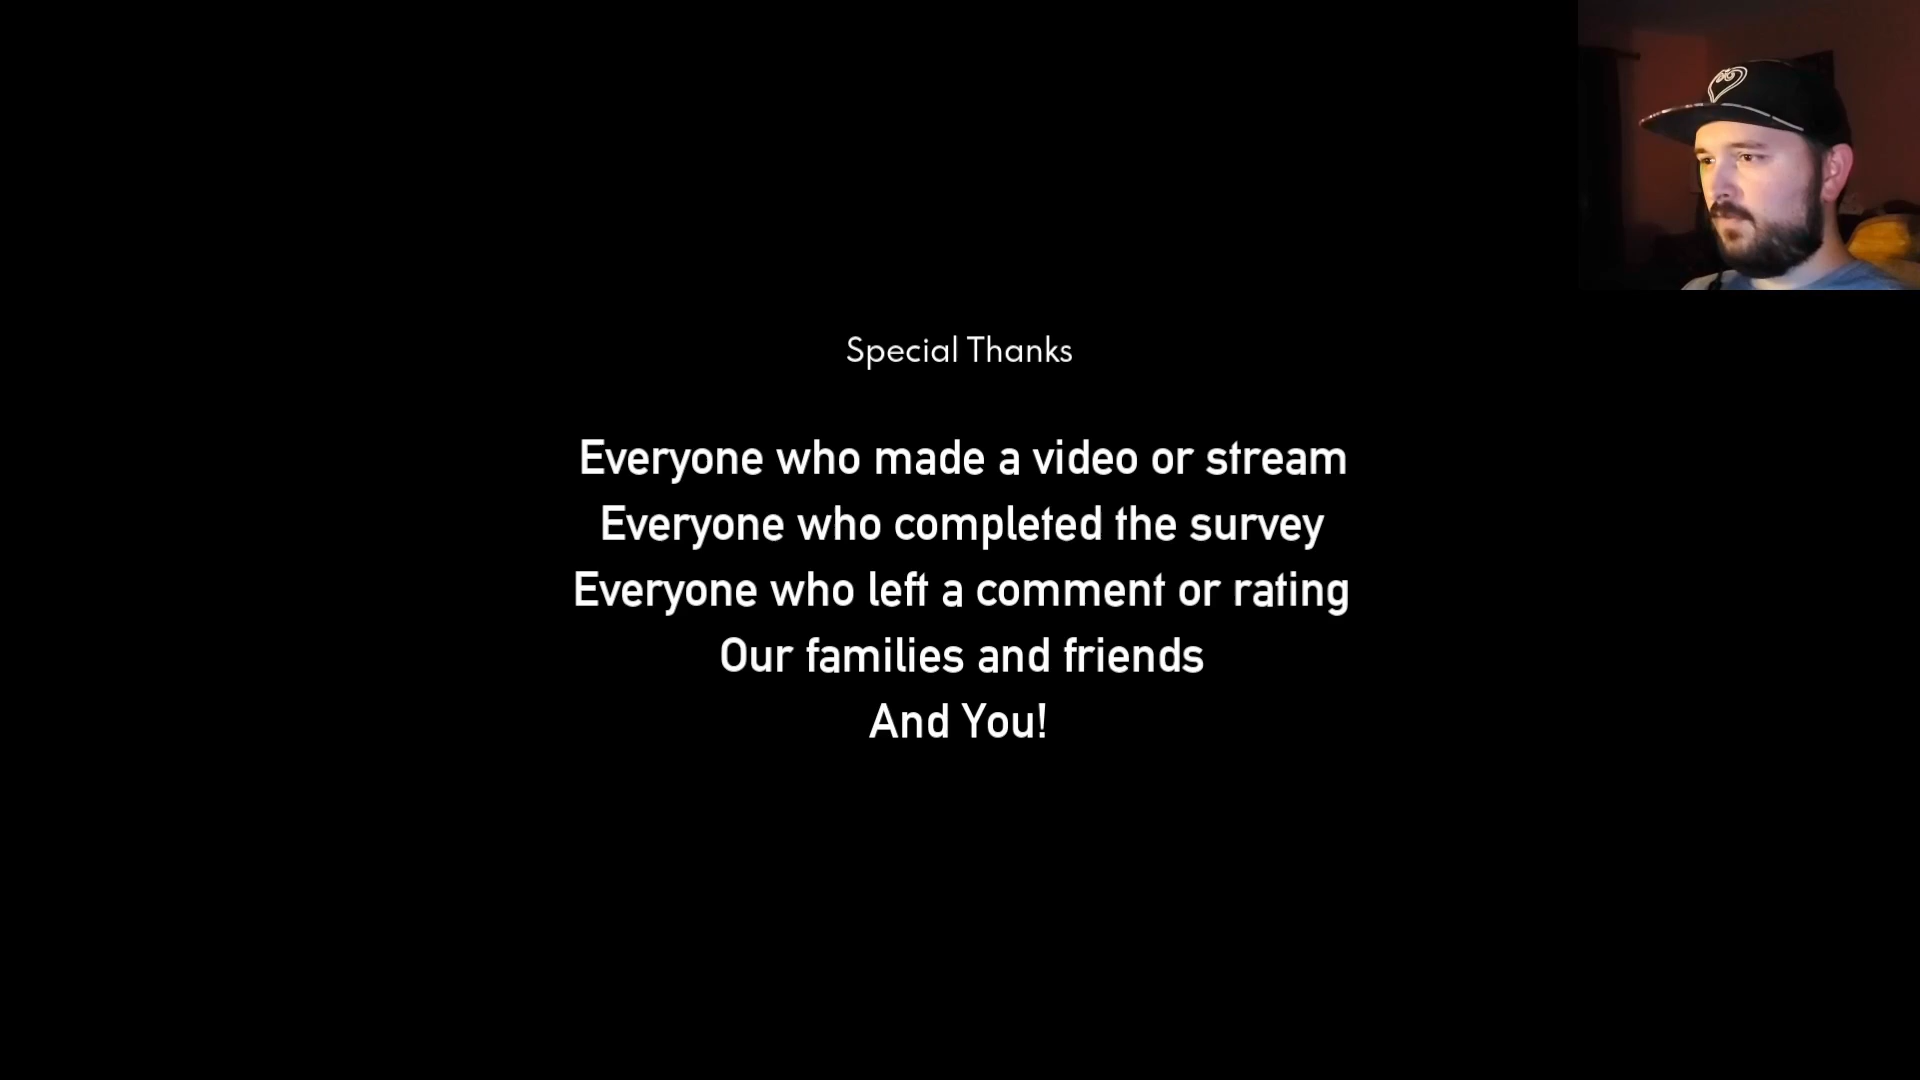 Special Thanks
Everyone who made a video or stream
Everyone who completed the survey
Everyone who left a comment or rating
Our families and friends
And You!